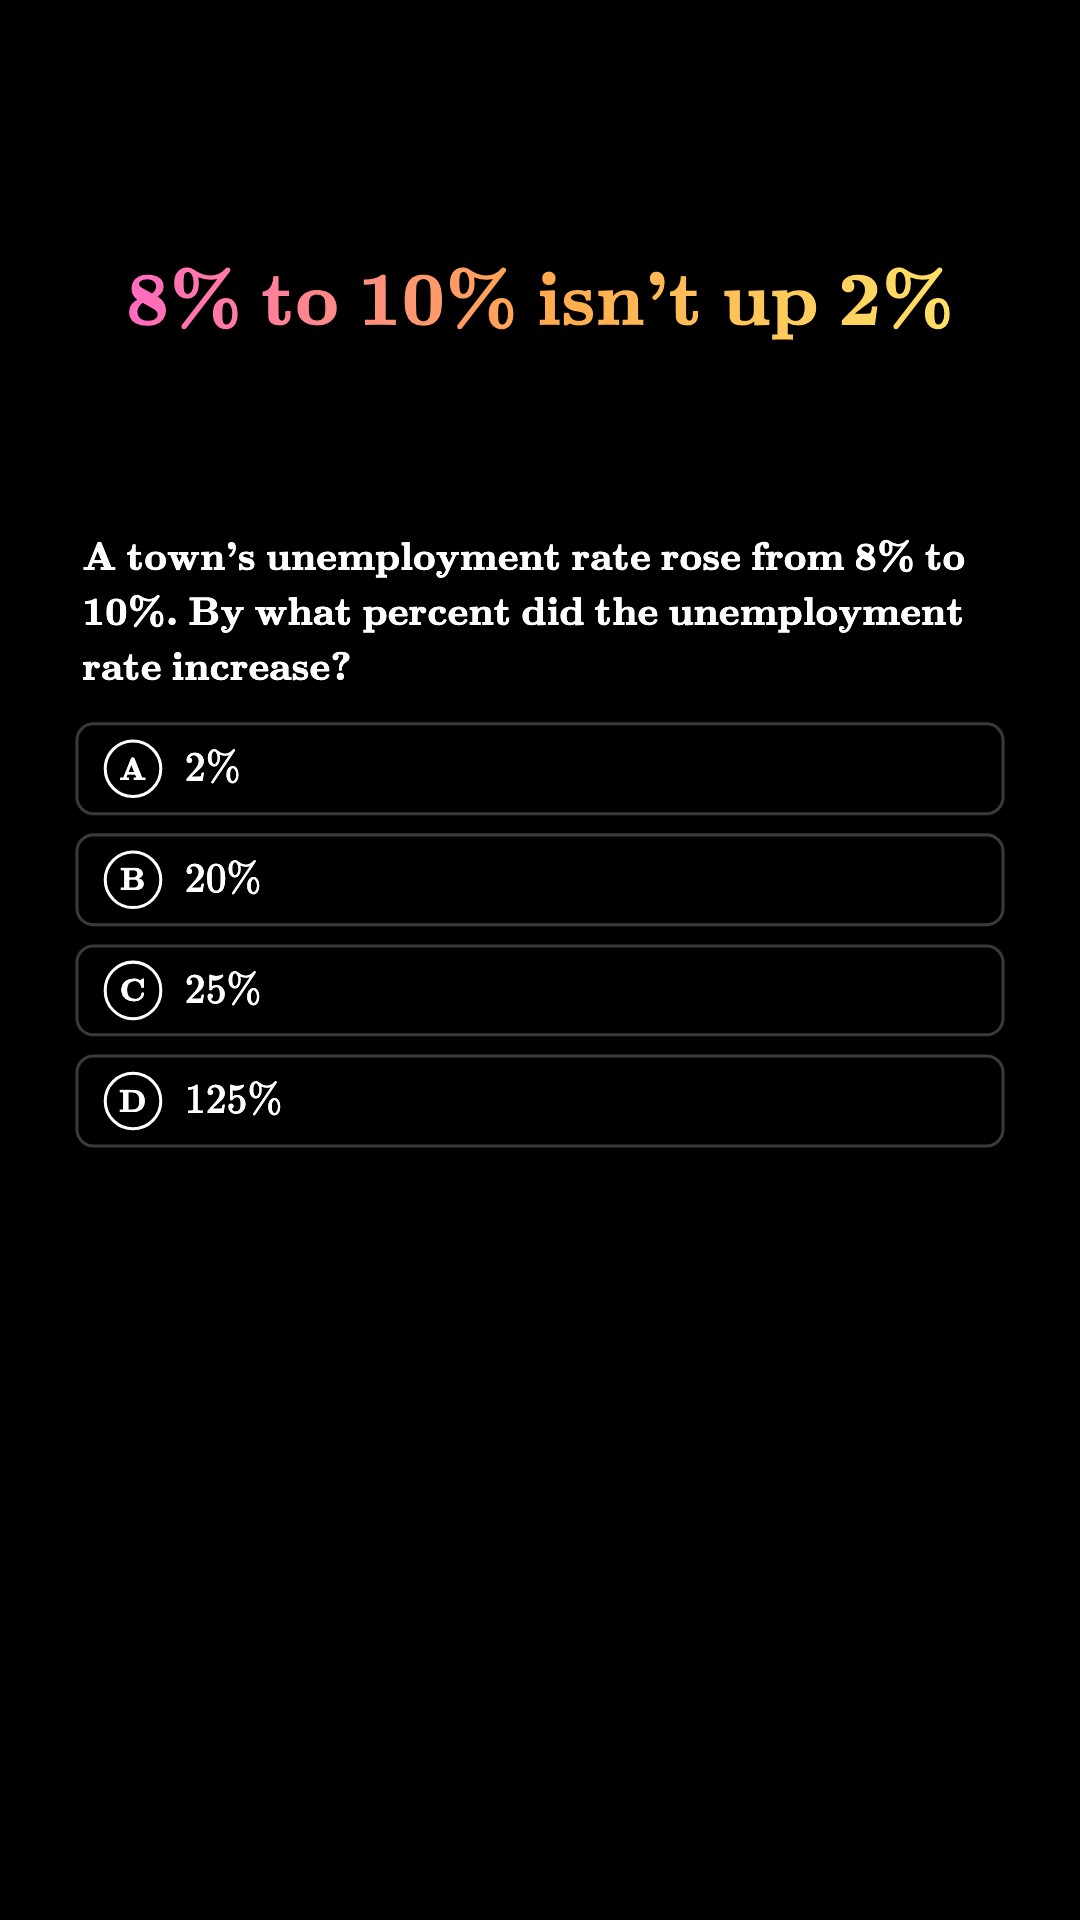 8% to 10% isn’t up 2%
A town’s unemployment rate rose from 8% to
10%. By what percent did the unemployment
rate increase?
A 2%
B 20%
C 25%
D 125%